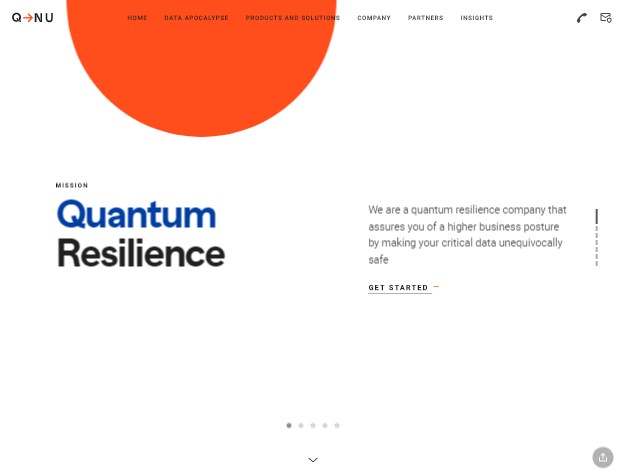 Q→NU
HOME DATA APOCALYPSE PRODUCTS AND SOLUTIONS COMPANY PARTNERS INSIGHTS
MISSION
Quantum
Resilience
We are a quantum resilience company that
assures you of a higher business posture
by making your critical data unequivocally
safe
GET STARTED